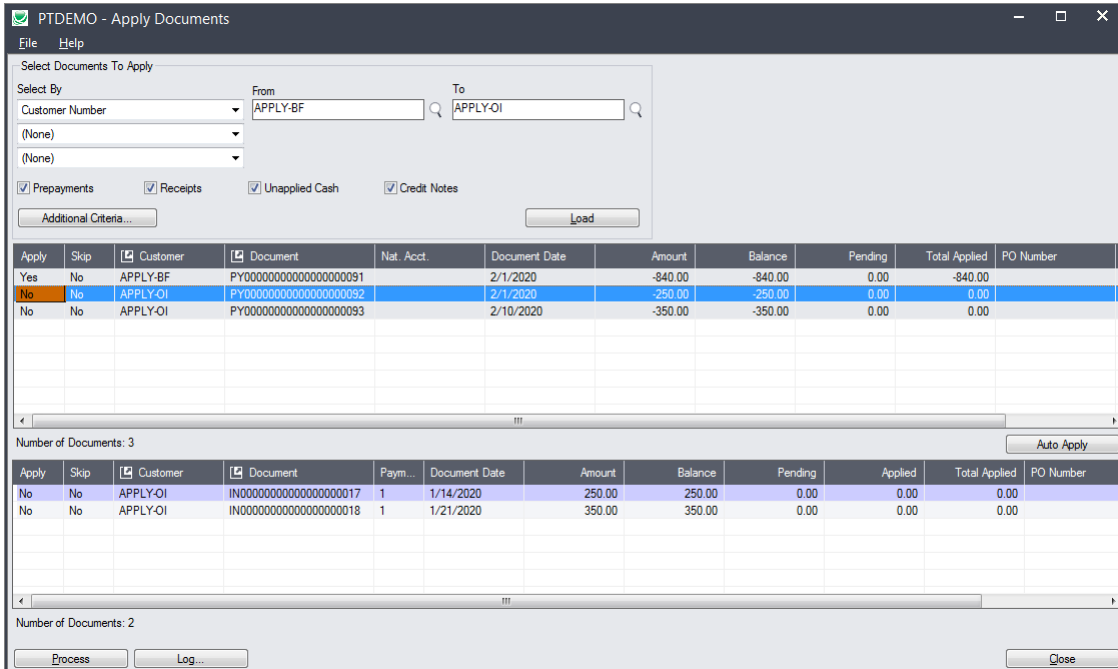 PTDEMO - Apply Documents
File Help
Select Documents To Apply
Select By From To
Customer Number APPLY-BF APPLY-OI
(None)
(None)
Prepayments Receipts Unapplied Cash Credit Notes
Additional Criteria... Load
Apply Skip Customer Document Nat. Acct. Document Date Amount Balance Pending Total Applied PO Number
Yes No APPLY-BF PY00000000000000000091 2/1/2020 -840.00 -840.00 0.00 -840.00
No No APPLY-OI PY00000000000000000092 2/1/2020 -250.00 -250.00 0.00 0.00
No No APPLY-OI PY00000000000000000093 2/10/2020 -350.00 -350.00 0.00 0.00
Number of Documents: 3
Auto Apply
Apply Skip Customer Document Paym... Document Date Amount Balance Pending Applied Total Applied PO Number
No No APPLY-OI IN00000000000000000017 1 1/14/2020 250.00 250.00 0.00 0.00 0.00
No No APPLY-OI IN00000000000000000018 1 1/21/2020 350.00 350.00 0.00 0.00 0.00
Number of Documents: 2
Process Log... Close